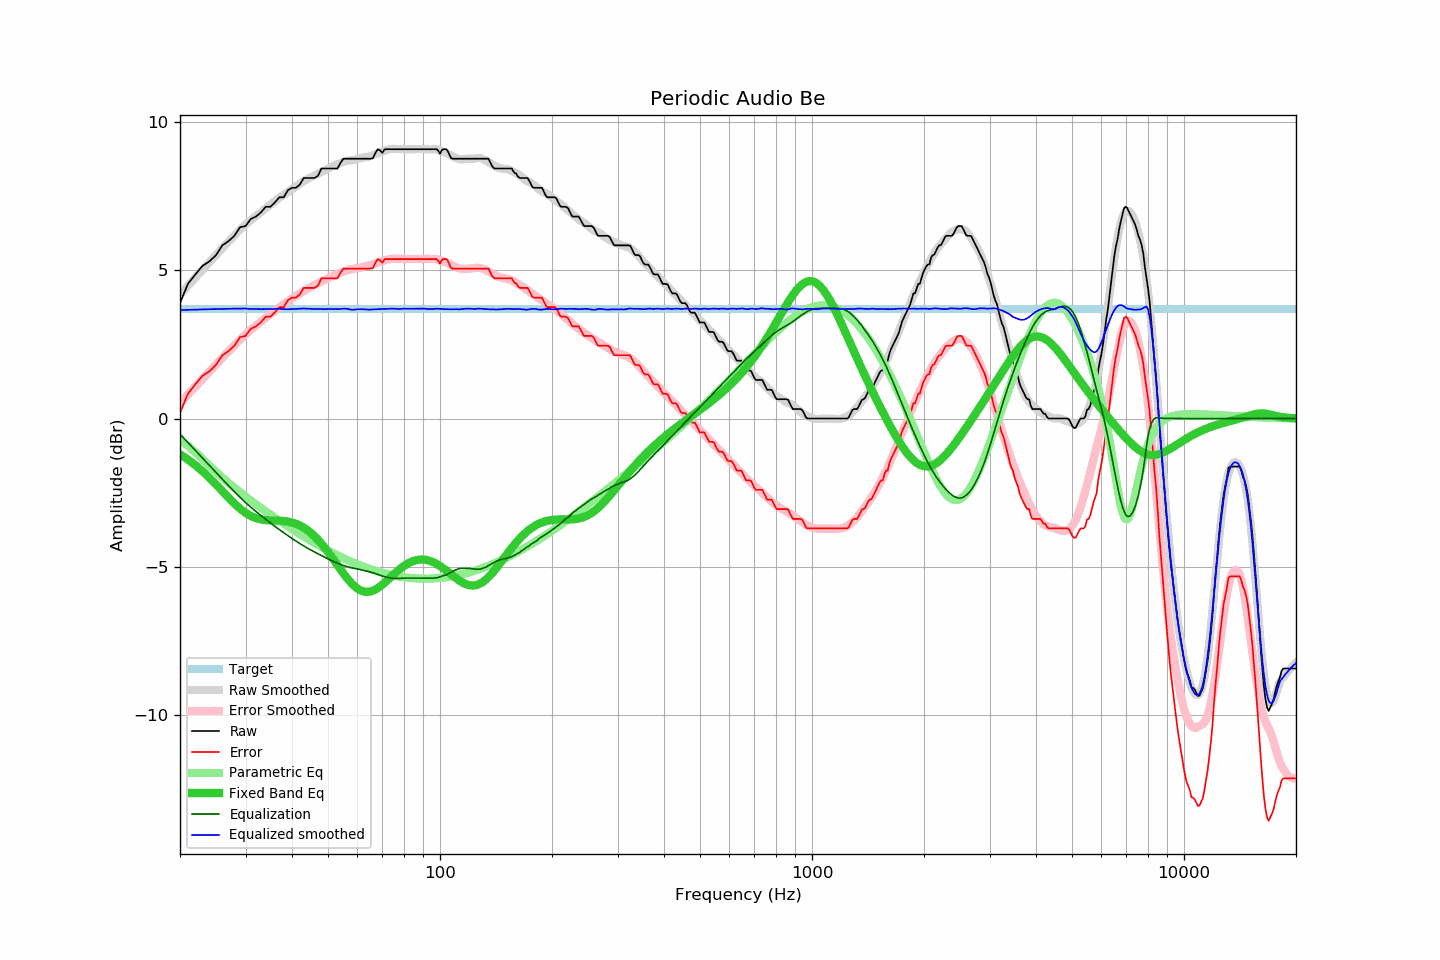 Periodic Audio Be
10
5
0
−5
−10
Amplitude (dBr)
Target
Raw Smoothed
Error Smoothed
Raw
Error
Parametric Eq
Fixed Band Eq
Equalization
Equalized smoothed
100
1000
10000
Frequency (Hz)